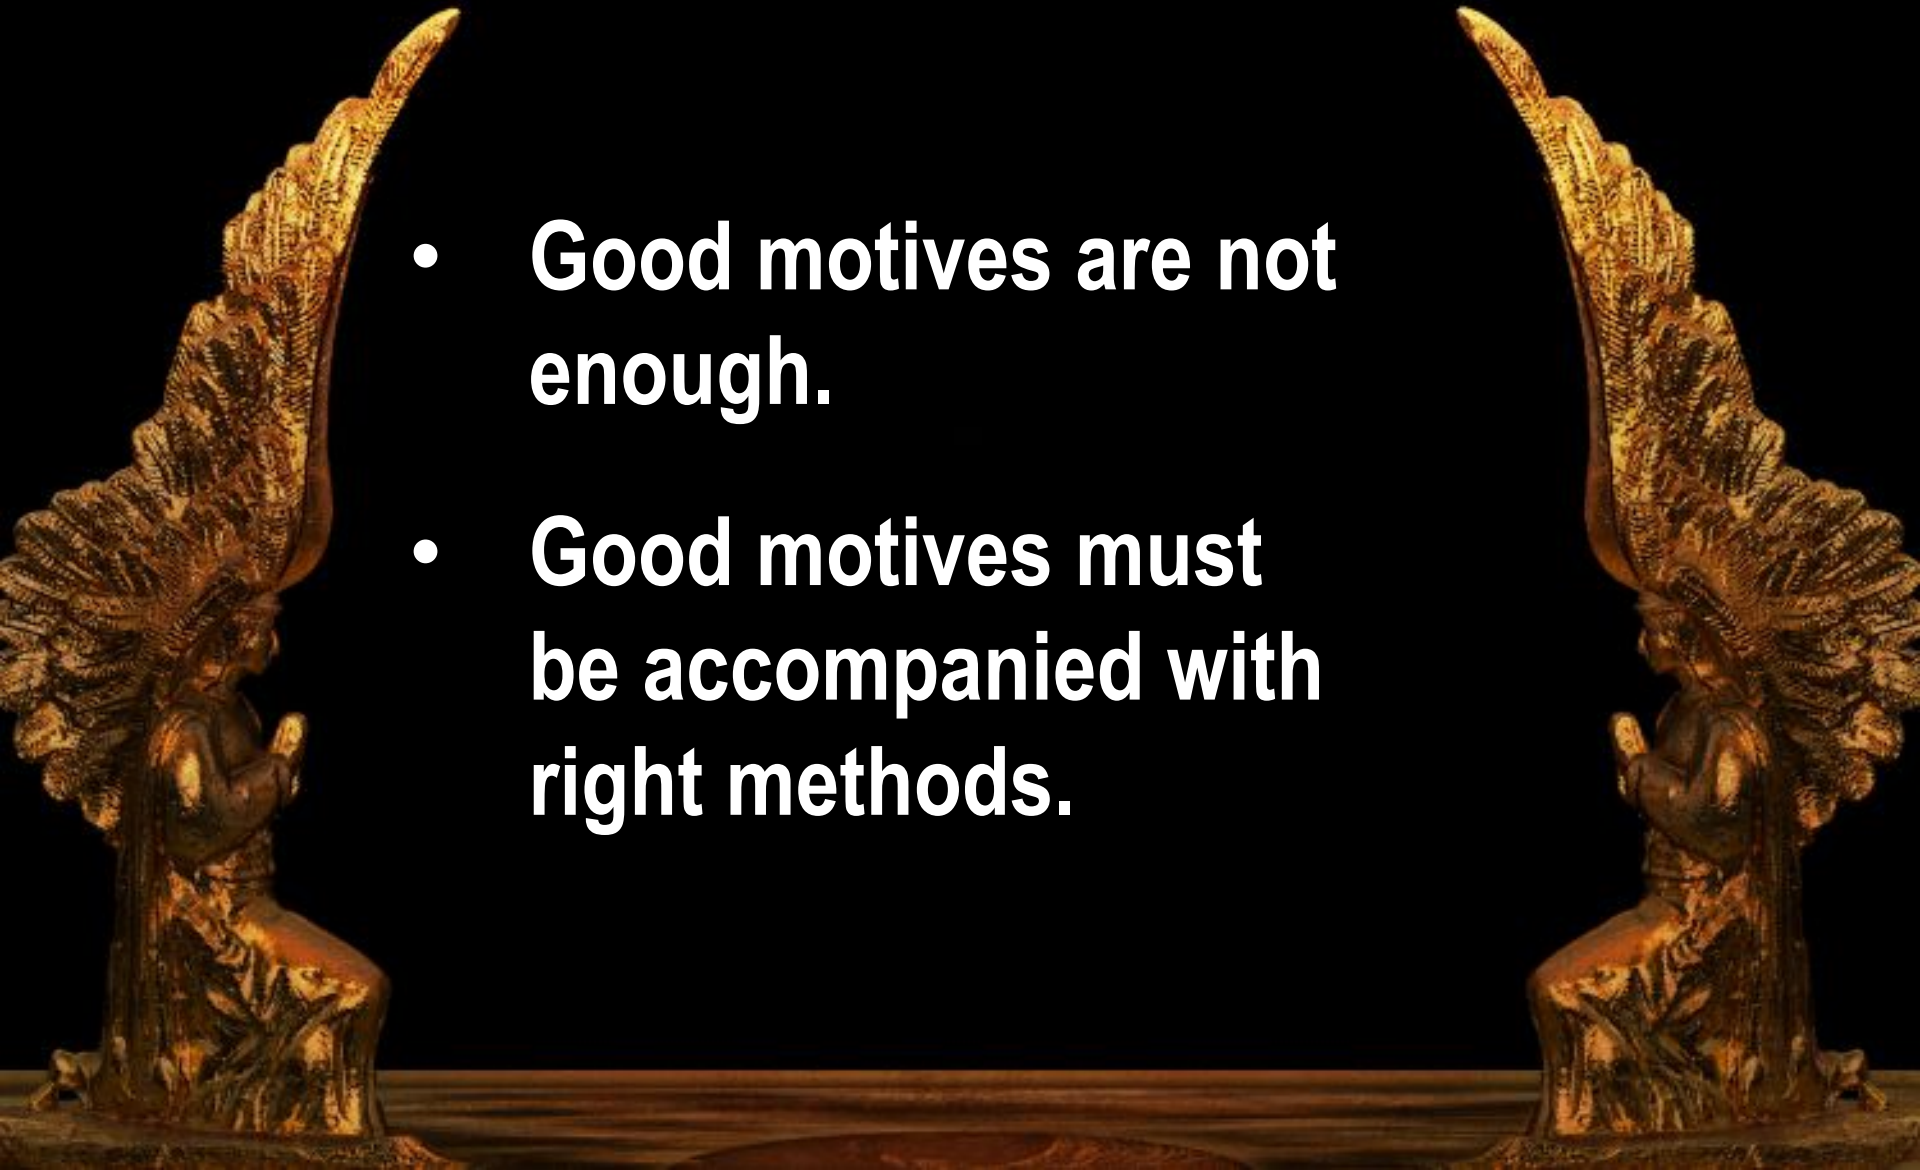 • Good motives are not
enough.
• Good motives must
be accompanied with
right methods.